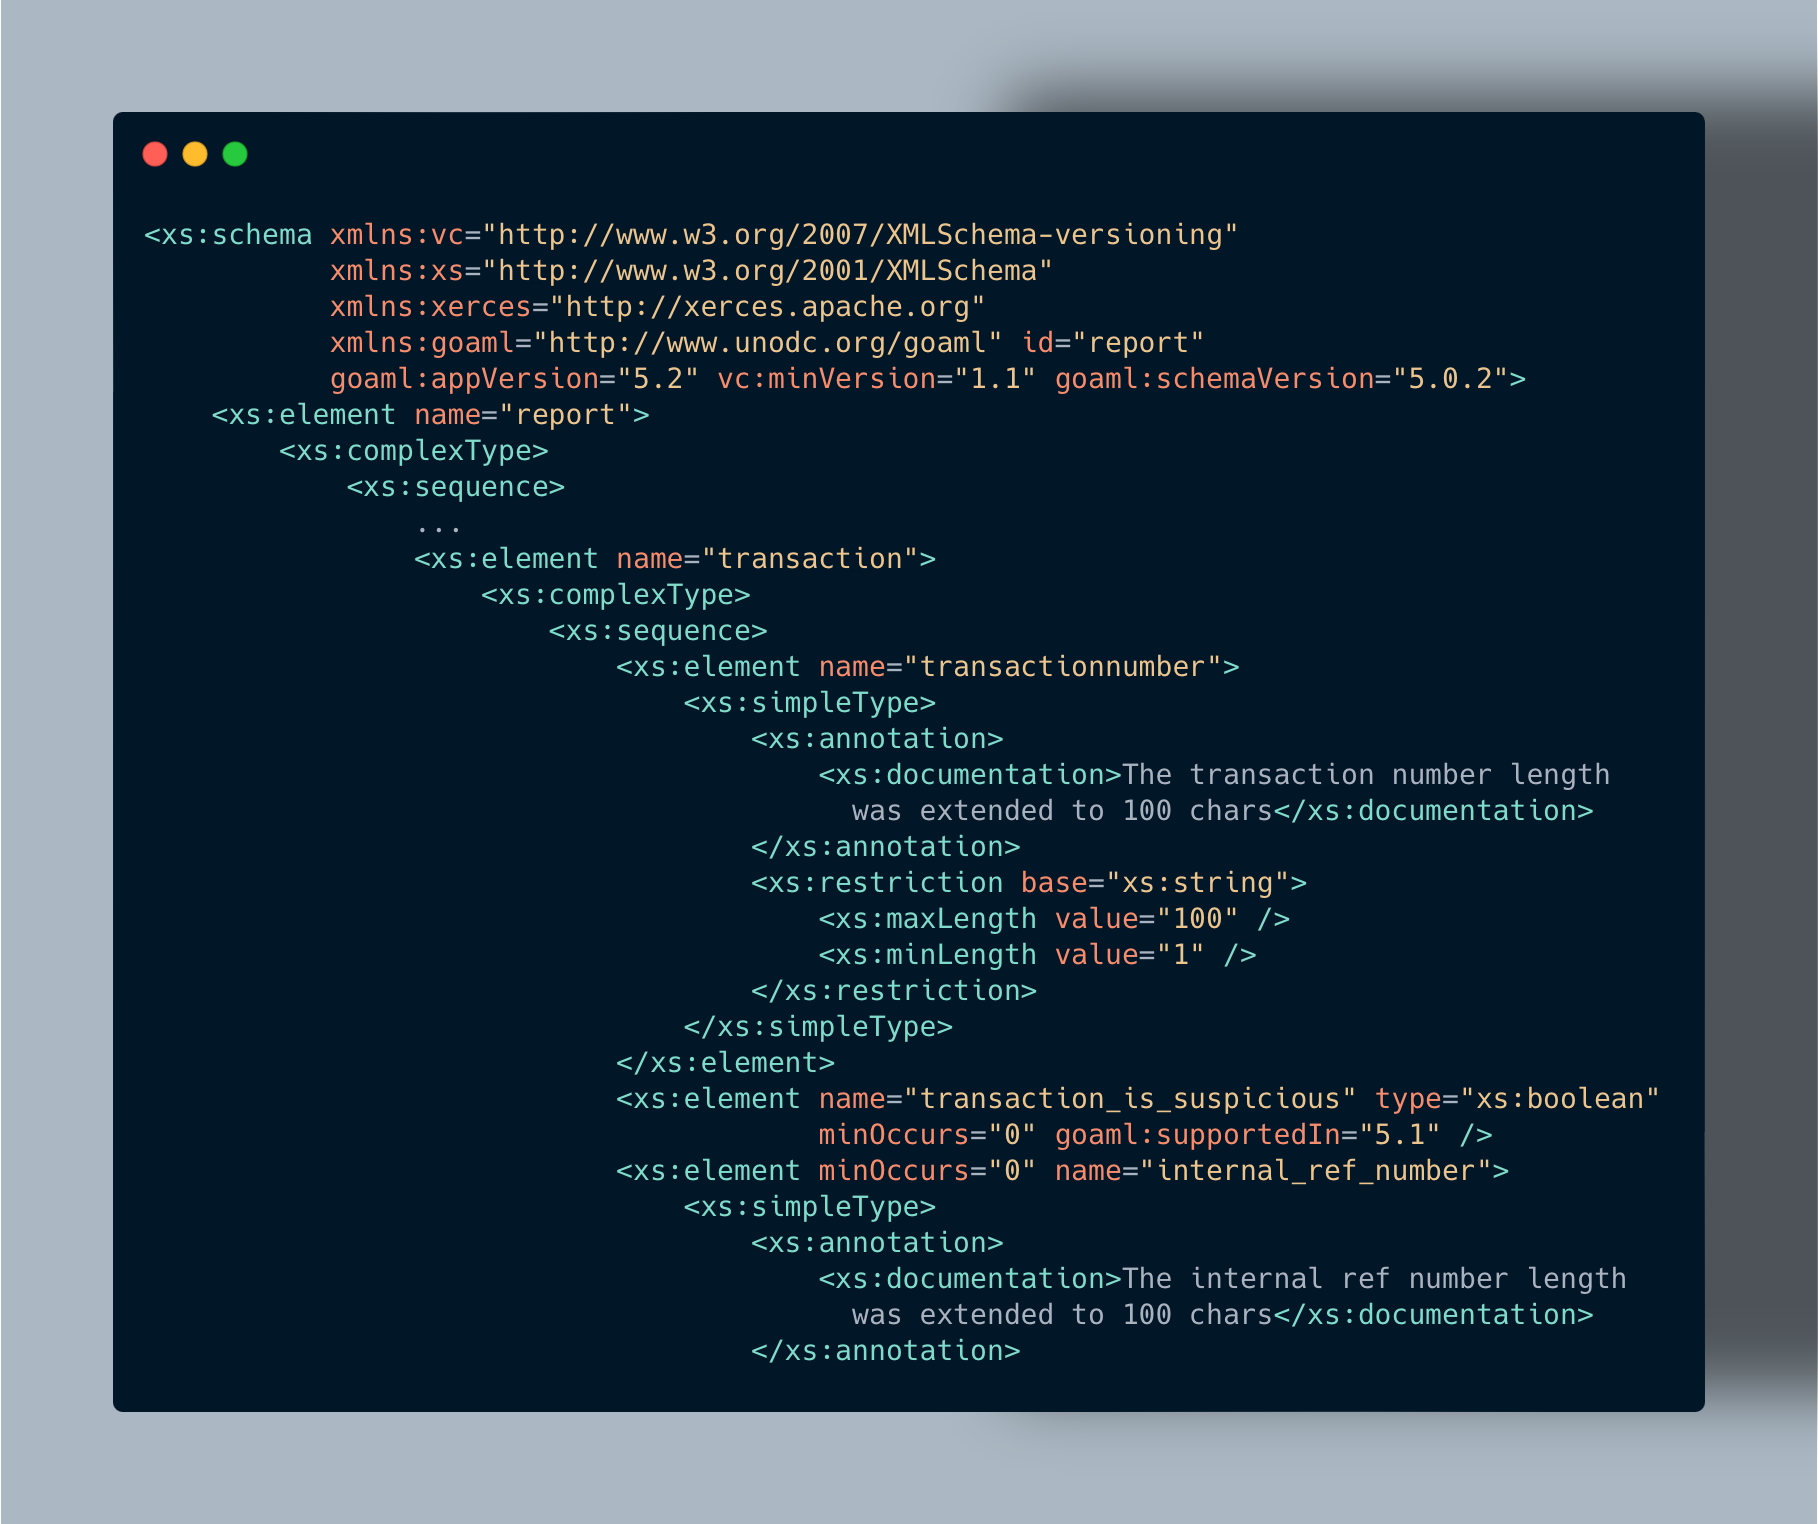 <xs:schema xmlns:vc="http://www.w3.org/2007/XMLSchema-versioning"
           xmlns:xs="http://www.w3.org/2001/XMLSchema"
           xmlns:xerces="http://xerces.apache.org"
           xmlns:goaml="http://www.unodc.org/goaml" id="report"
           goaml:appVersion="5.2" vc:minVersion="1.1" goaml:schemaVersion="5.0.2">
    <xs:element name="report">
        <xs:complexType>
            <xs:sequence>
                ...
                <xs:element name="transaction">
                    <xs:complexType>
                        <xs:sequence>
                            <xs:element name="transactionnumber">
                                <xs:simpleType>
                                    <xs:annotation>
                                        <xs:documentation>The transaction number length
                                          was extended to 100 chars</xs:documentation>
                                    </xs:annotation>
                                    <xs:restriction base="xs:string">
                                        <xs:maxLength value="100" />
                                        <xs:minLength value="1" />
                                    </xs:restriction>
                                </xs:simpleType>
                            </xs:element>
                            <xs:element name="transaction_is_suspicious" type="xs:boolean"
                                        minOccurs="0" goaml:supportedIn="5.1" />
                            <xs:element minOccurs="0" name="internal_ref_number">
                                <xs:simpleType>
                                    <xs:annotation>
                                        <xs:documentation>The internal ref number length
                                          was extended to 100 chars</xs:documentation>
                                    </xs:annotation>